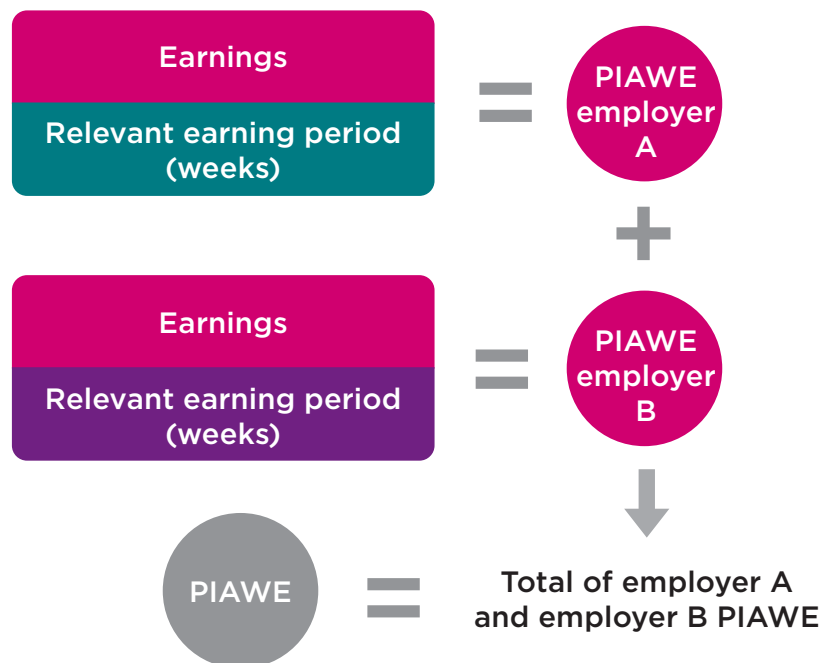 Earnings
Relevant earning period
(weeks)
=
PIAWE
employer
A
+
Earnings
Relevant earning period
(weeks)
=
PIAWE
employer
B
PIAWE
=
Total of employer A
and employer B PIAWE